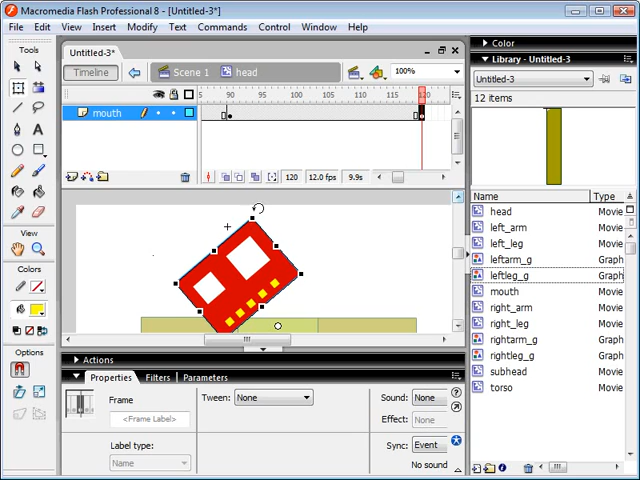 Macromedia Flash Professional 8 - [Untitled-3*]
File Edit View Insert Modify Text Commands Control Window Help
Tools
View
Colors
Options
Untitled-3*
Timeline Scene 1 head 100%
5 90 95 100 105 110 115 120
mouth
120 12.0 fps 9.9s
Actions
Properties Filters Parameters
Frame
<Frame Label>
Label type:
Name
Tween: None
Sound: None
Effect: None
Sync: Event
No sound
Color
Library - Untitled-3
Untitled-3
12 items
Name Type
head Movie
left_arm Movie
left_leg Movie
leftarm_g Graph
leftleg_g Graph
mouth Movie
right_arm Movie
right_leg Movie
rightarm_g Graph
rightleg_g Graph
subhead Movie
torso Movie